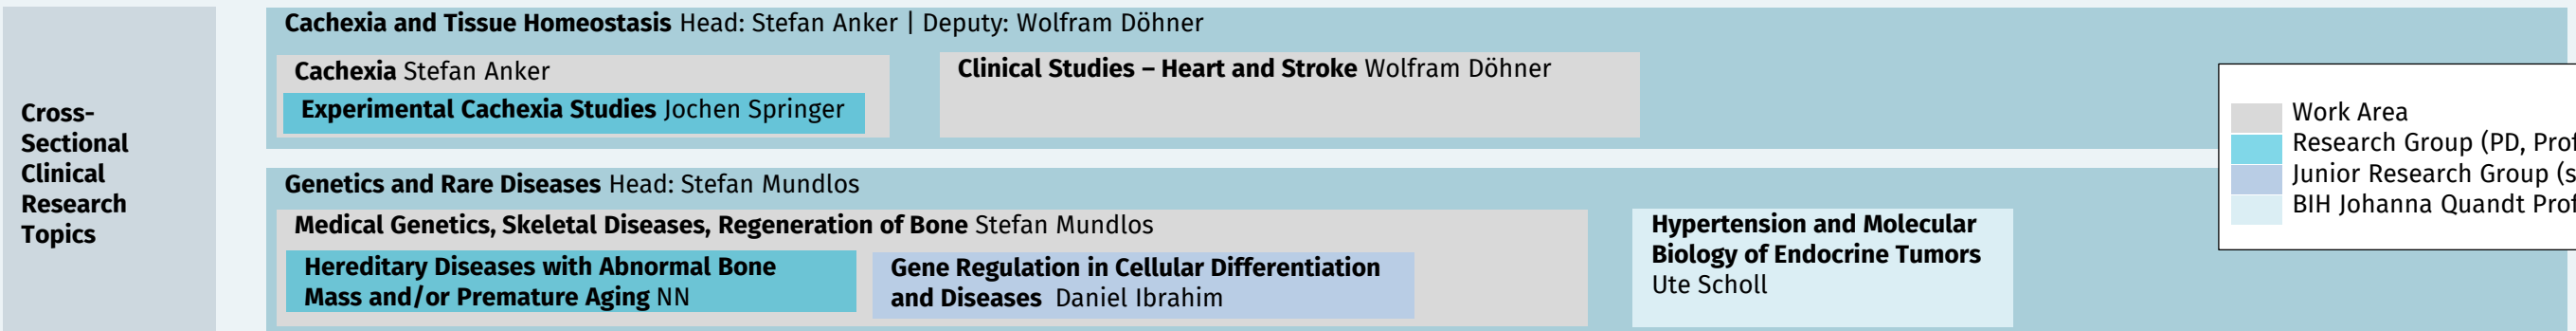 Cross-
Sectional
Clinical
Research
Topics
Cachexia and Tissue Homeostasis Head: Stefan Anker | Deputy: Wolfram Döhner
Cachexia Stefan Anker
Experimental Cachexia Studies Jochen Springer
Clinical Studies – Heart and Stroke Wolfram Döhner
Genetics and Rare Diseases Head: Stefan Mundlos
Medical Genetics, Skeletal Diseases, Regeneration of Bone Stefan Mundlos
Hereditary Diseases with Abnormal Bone
Mass and/or Premature Aging NN
Gene Regulation in Cellular Differentiation
and Diseases Daniel Ibrahim
Hypertension and Molecular
Biology of Endocrine Tumors
Ute Scholl
Work Area
Research Group (PD, Prof
Junior Research Group (s
BIH Johanna Quandt Prof